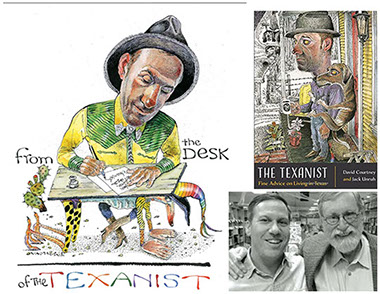 from the DESK
of the TEXANIST
THE TEXANIST
Fine Advice on Living in Texas
David Courtney
and Jack Unruh